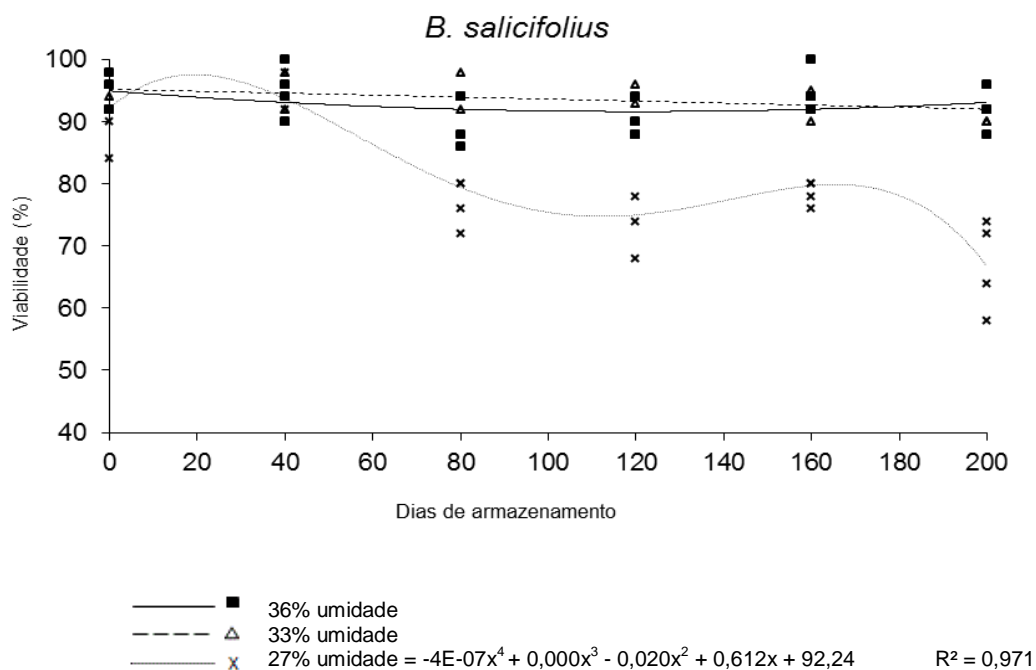 B. salicifolius
100
90
80
70
60
50
40
Viabilidade (%)
0 20 40 60 80 100 120 140 160 180 200
Dias de armazenamento
36% umidade
33% umidade
27% umidade = -4E-07x⁴ + 0,000x³ - 0,020x² + 0,612x + 92,24 R² = 0,971